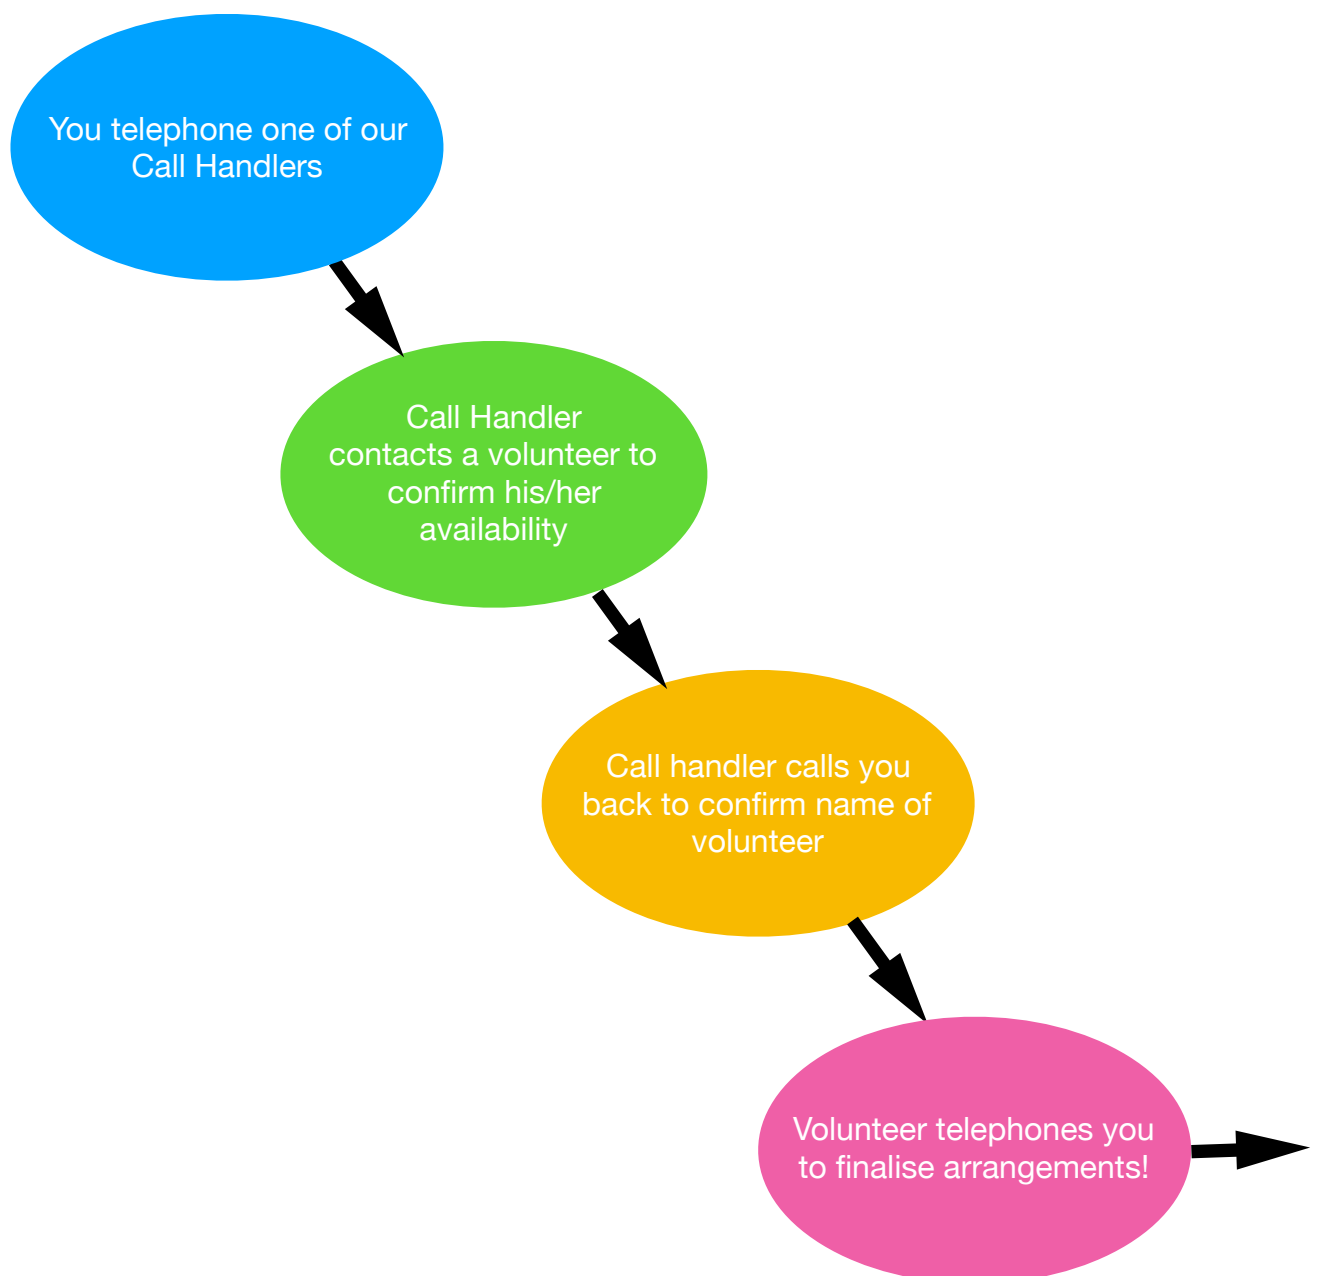 You telephone one of our
Call Handlers
Call Handler
contacts a volunteer to
confirm his/her
availability
Call handler calls you
back to confirm name of
volunteer
Volunteer telephones you
to finalise arrangements!